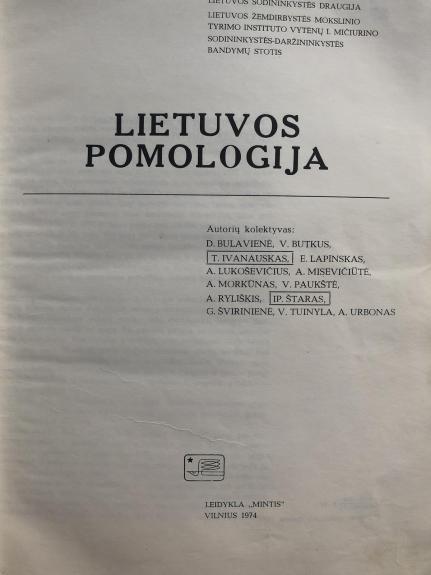 LIETUVOS SODININKYSTĖS DRAUGIJA
LIETUVOS ŽEMDIRBYSTĖS MOKSLINIO
TYRIMO INSTITUTO VYTĖNŲ I. MIČIURINO
SODININKYSTĖS-DARŽININKYSTĖS
BANDYMŲ STOTIS
LIETUVOS
POMOLOGIJA
Autorių kolektyvas:
D. BULAVIENĖ, V. BUTKUS,
T. IVANAUSKAS, E. LAPINSKAS,
A. LUKOŠEVIČIUS, A. MISEVIČIŪTĖ,
A. MORKŪNAS, V. PAUKŠTĖ,
A. RYLIŠKIS, IP. ŠTARAS,
G. ŠVIRINIENĖ, V. TUINYLA, A. URBONAS
LEIDYKLA „MINTIS"
VILNIUS 1974